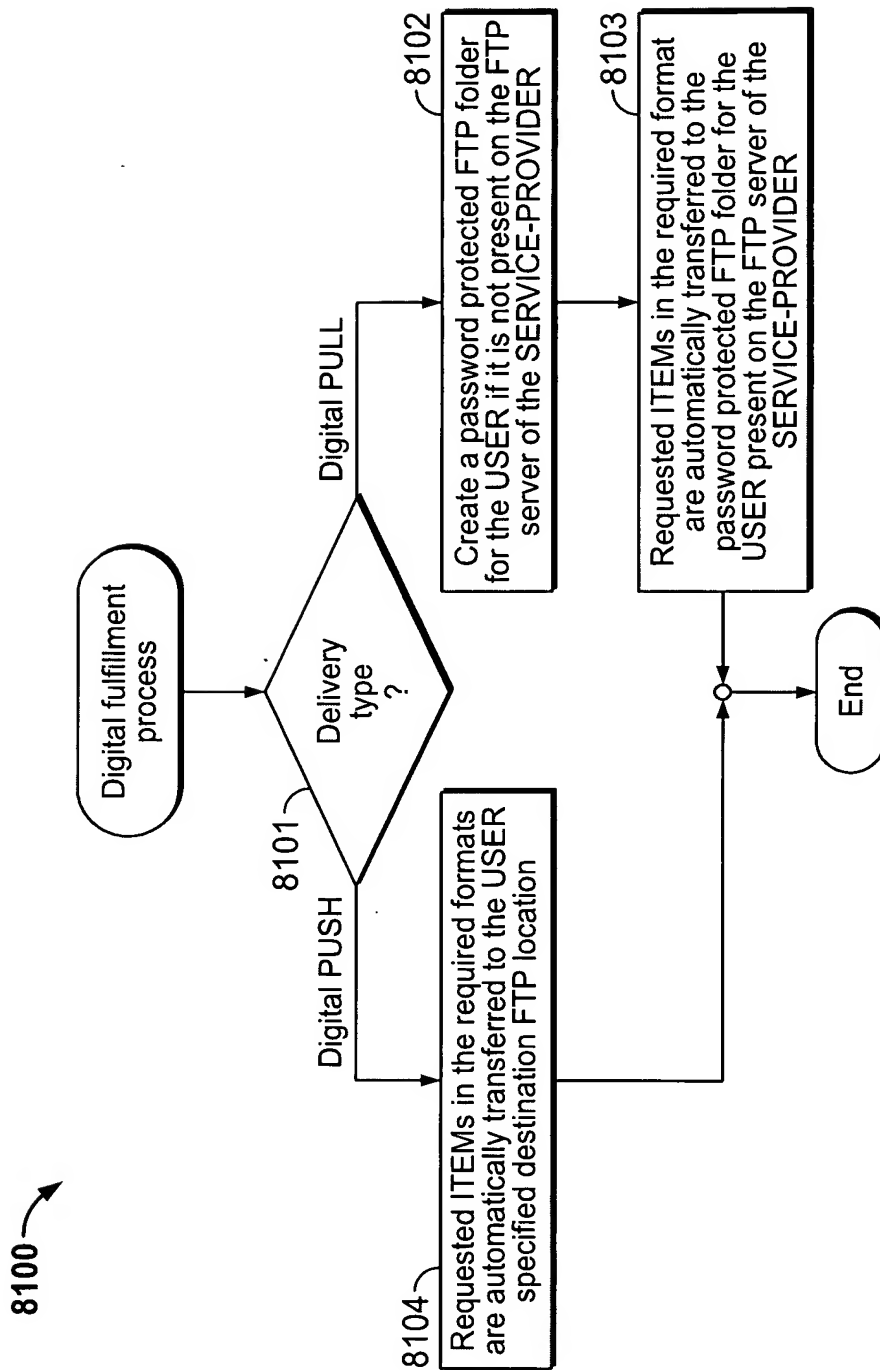 8100
Digital fulfillment
process
8101
Delivery
type
?
Digital PUSH
Digital PULL
8104
Requested ITEMs in the required formats
are automatically transferred to the USER
specified destination FTP location
8102
Create a password protected FTP folder
for the USER if it is not present on the FTP
server of the SERVICE-PROVIDER
8103
Requested ITEMs in the required format
are automatically transferred to the
password protected FTP folder for the
USER present on the FTP server of the
SERVICE-PROVIDER
End